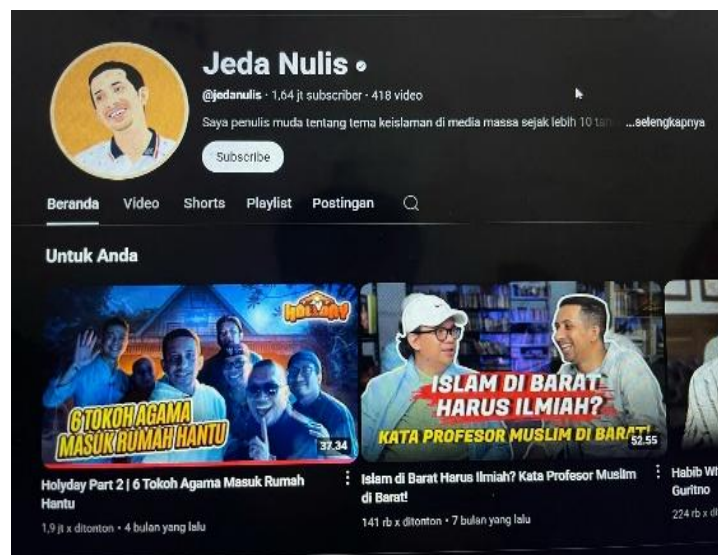 Jeda Nulis
@jedanulis · 1,64 jt subscriber · 418 video
Saya penulis muda tentang tema keislaman di media massa sejak lebih 10 ...selengkapnya
Subscribe
Beranda Video Shorts Playlist Postingan
Untuk Anda
HOLYDAY
6 TOKOH AGAMA
MASUK RUMAH HANTU
37.34
ISLAM DI BARAT
HARUS ILMIAH?
KATA PROFESOR MUSLIM DI BARAT!
52.55
Holyday Part 2 | 6 Tokoh Agama Masuk Rumah
Hantu
1,9 jt x ditonton · 4 bulan yang lalu
Islam di Barat Harus Ilmiah? Kata Profesor Muslim
di Barat!
141 rb x ditonton · 7 bulan yang lalu
Habib
Guritno
224 rb x